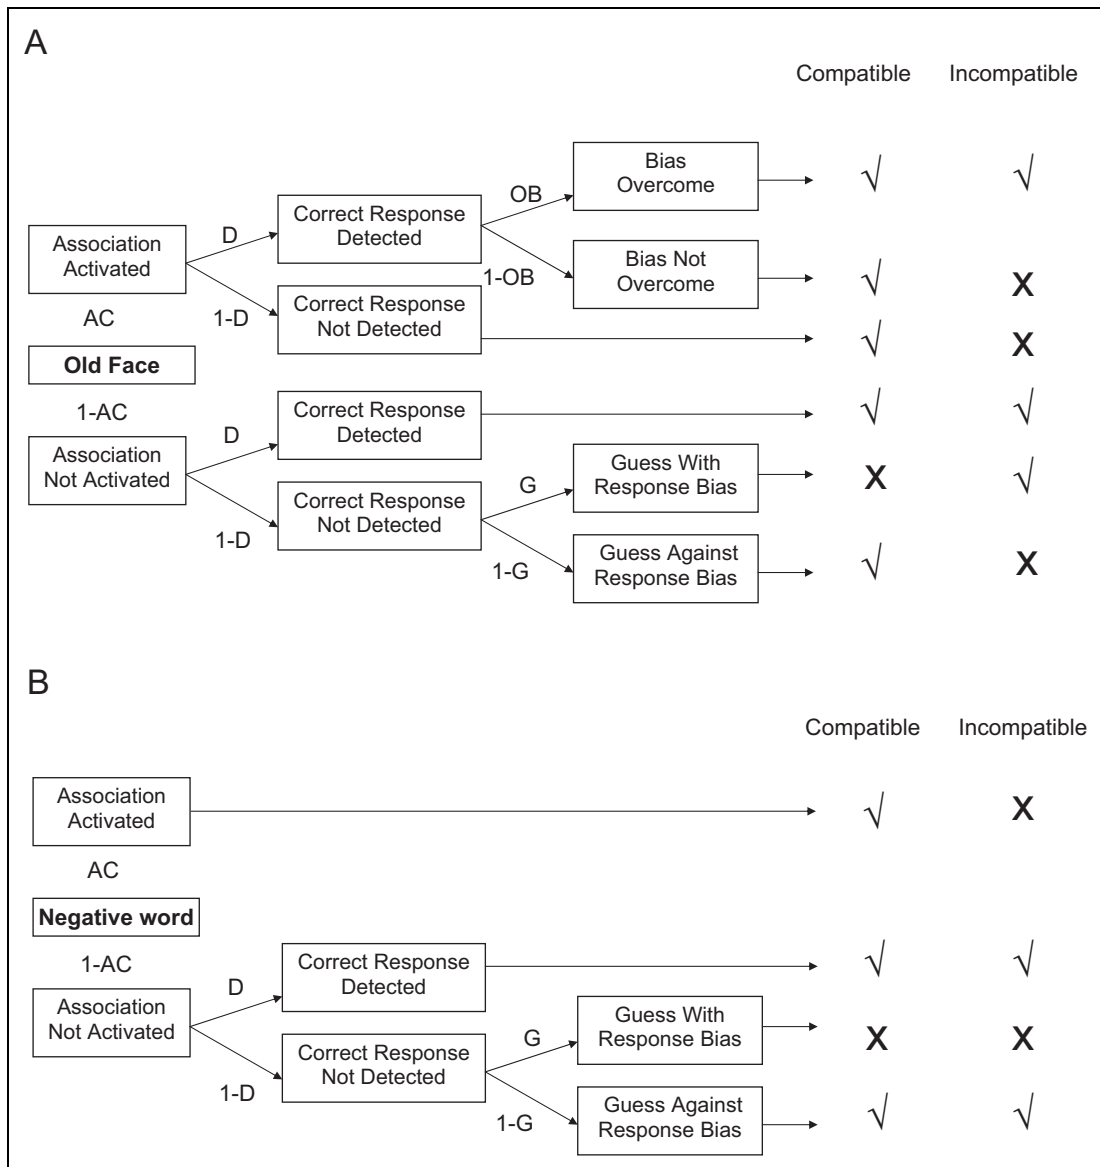 A
Compatible Incompatible
Bias
Overcome
√ √
OB
Correct Response
Detected
D
Association
Activated
Bias Not
Overcome
1-OB
√ X
AC
1-D
Correct Response
Not Detected
√ X
Old Face
1-AC
Correct Response
Detected
√ √
D
Association
Not Activated
Guess With
Response Bias
X √
G
Correct Response
Not Detected
1-D
1-G
Guess Against
Response Bias
√ X
B
Compatible Incompatible
Association
Activated
√ X
AC
Negative word
1-AC
Correct Response
Detected
√ √
D
Association
Not Activated
Guess With
Response Bias
X X
G
Correct Response
Not Detected
1-D
1-G
Guess Against
Response Bias
√ √